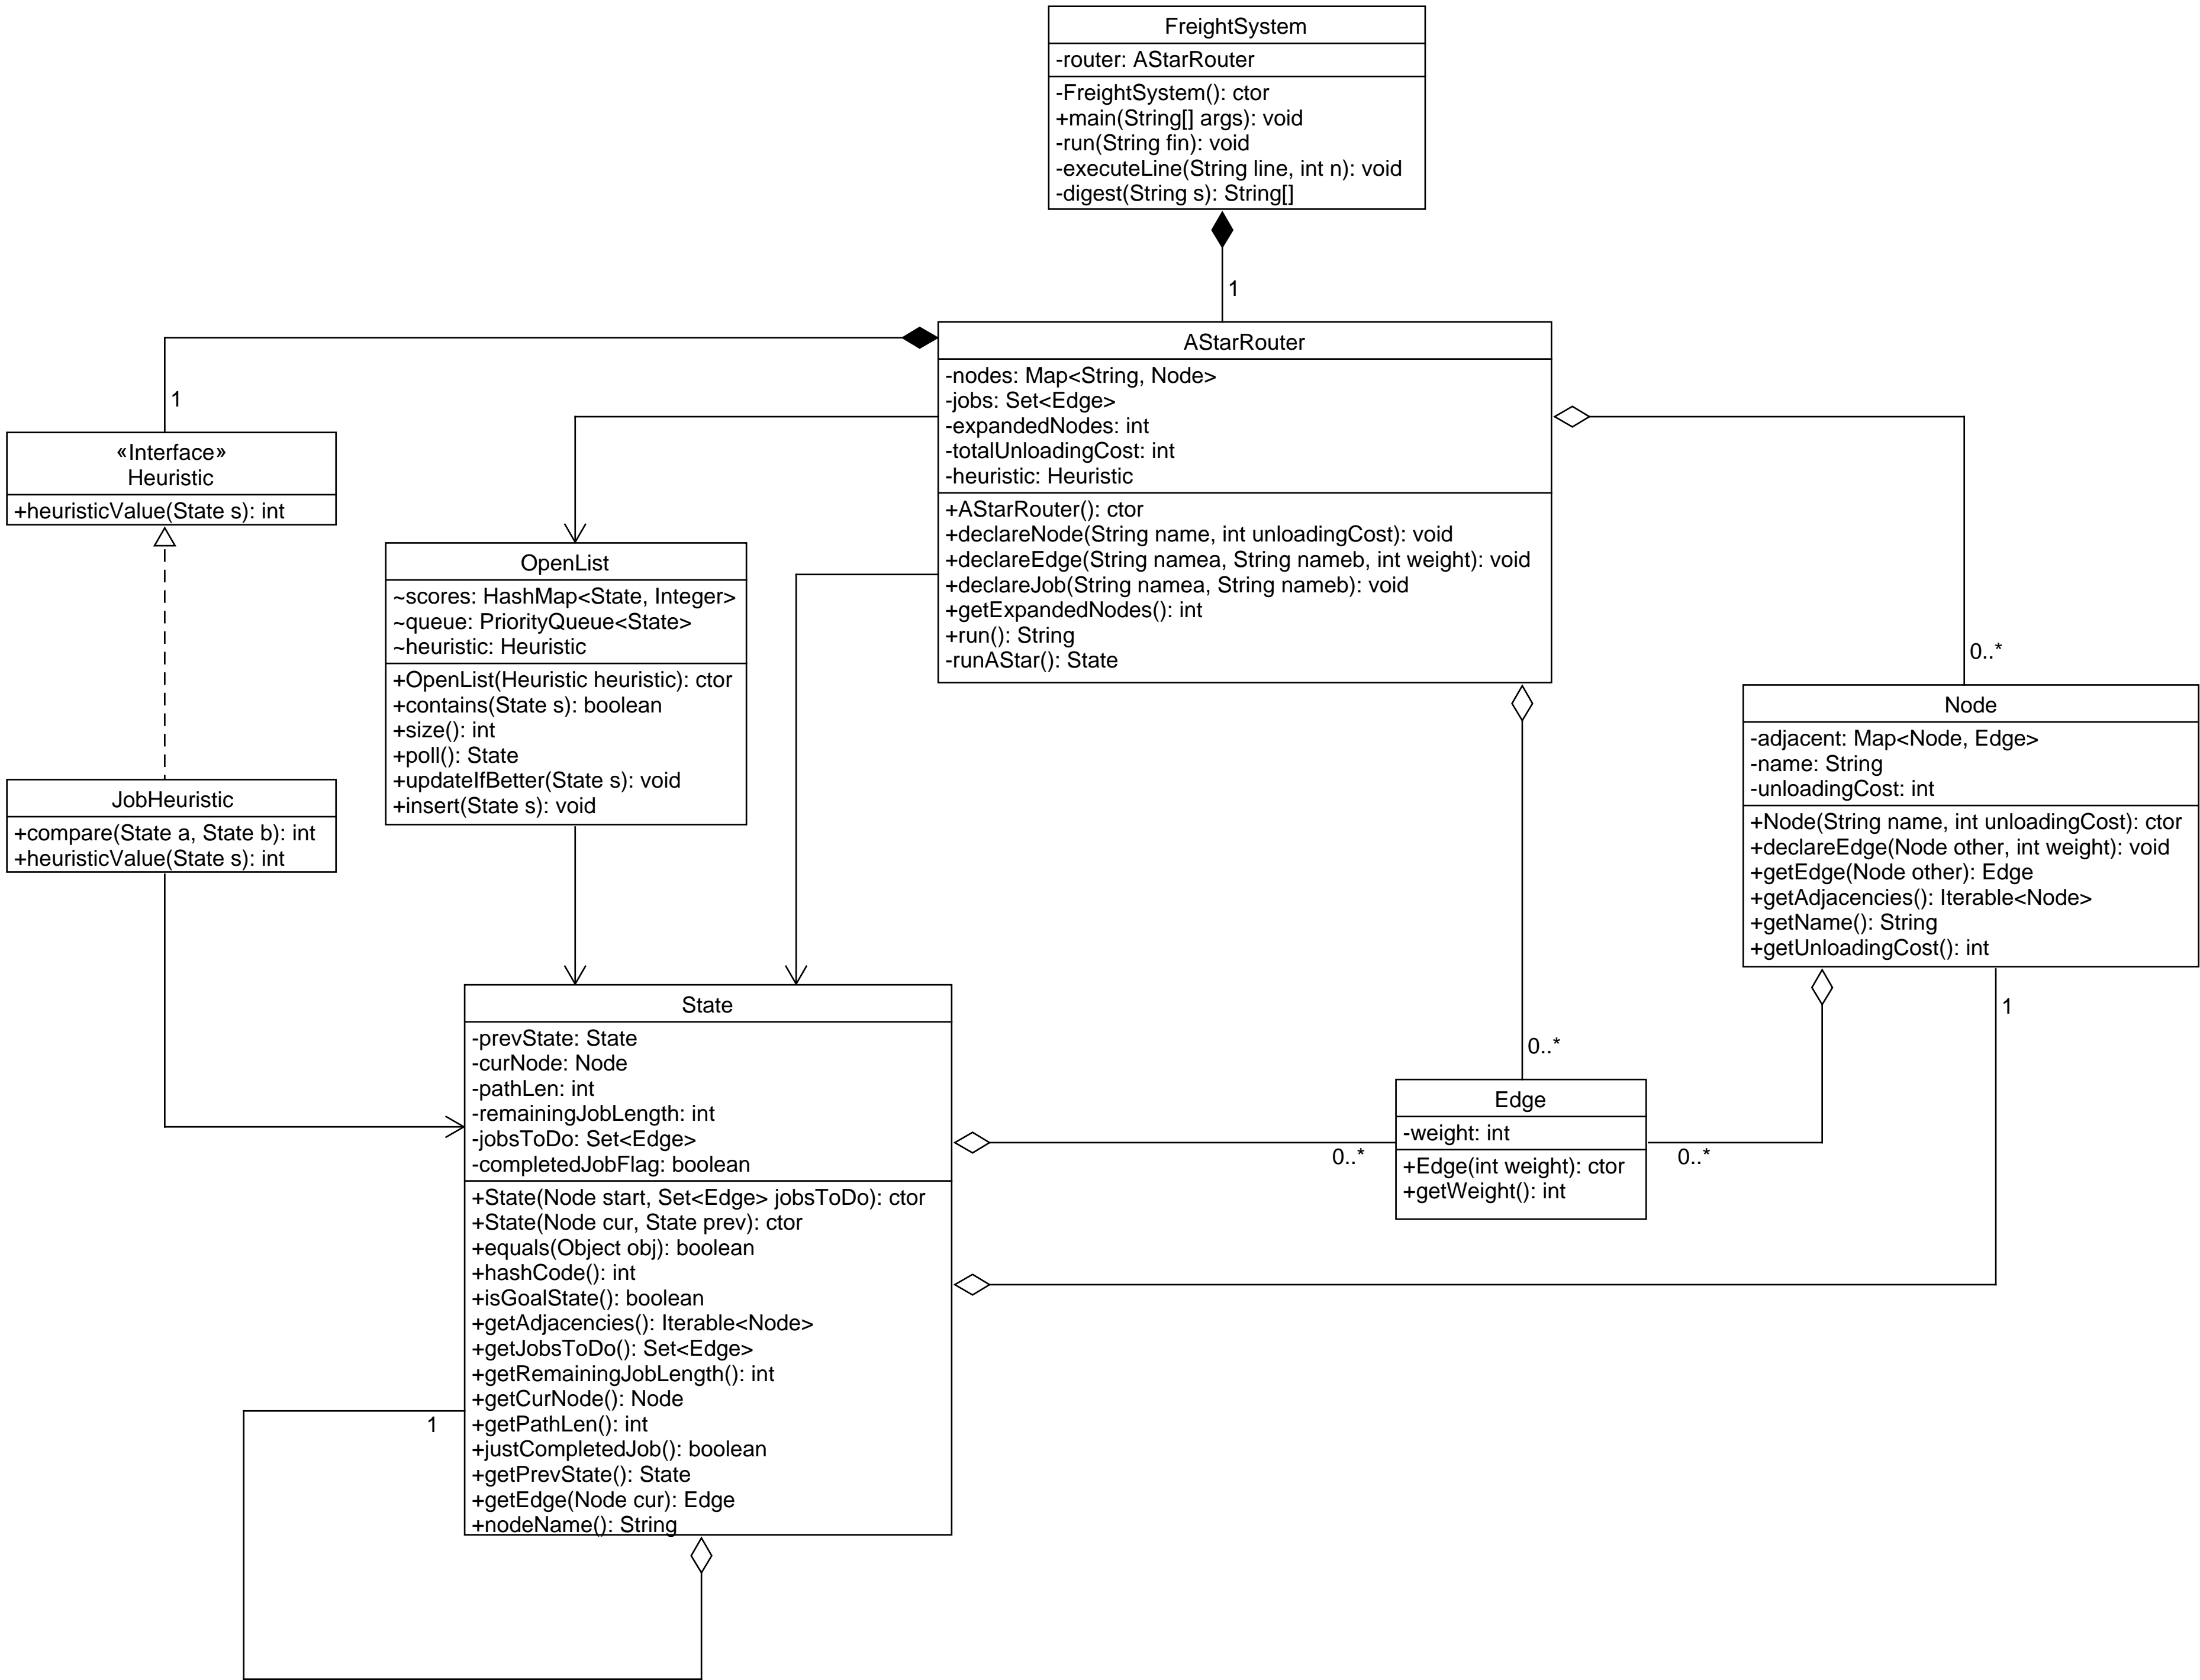 FreightSystem
-router: AStarRouter
-FreightSystem(): ctor
+main(String[] args): void
-run(String fin): void
-executeLine(String line, int n): void
-digest(String s): String[]
1
AStarRouter
-nodes: Map<String, Node>
-jobs: Set<Edge>
-expandedNodes: int
-totalUnloadingCost: int
-heuristic: Heuristic
+AStarRouter(): ctor
+declareNode(String name, int unloadingCost): void
+declareEdge(String namea, String nameb, int weight): void
+declareJob(String namea, String nameb): void
+getExpandedNodes(): int
+run(): String
-runAStar(): State
1
«Interface»
Heuristic
+heuristicValue(State s): int
OpenList
~scores: HashMap<State, Integer>
~queue: PriorityQueue<State>
~heuristic: Heuristic
+OpenList(Heuristic heuristic): ctor
+contains(State s): boolean
+size(): int
+poll(): State
+updateIfBetter(State s): void
+insert(State s): void
JobHeuristic
+compare(State a, State b): int
+heuristicValue(State s): int
0..*
Node
-adjacent: Map<Node, Edge>
-name: String
-unloadingCost: int
+Node(String name, int unloadingCost): ctor
+declareEdge(Node other, int weight): void
+getEdge(Node other): Edge
+getAdjacencies(): Iterable<Node>
+getName(): String
+getUnloadingCost(): int
1
0..*
Edge
-weight: int
+Edge(int weight): ctor
+getWeight(): int
0..*
0..*
State
-prevState: State
-curNode: Node
-pathLen: int
-remainingJobLength: int
-jobsToDo: Set<Edge>
-completedJobFlag: boolean
+State(Node start, Set<Edge> jobsToDo): ctor
+State(Node cur, State prev): ctor
+equals(Object obj): boolean
+hashCode(): int
+isGoalState(): boolean
+getAdjacencies(): Iterable<Node>
+getJobsToDo(): Set<Edge>
+getRemainingJobLength(): int
+getCurNode(): Node
+getPathLen(): int
+justCompletedJob(): boolean
+getPrevState(): State
+getEdge(Node cur): Edge
+nodeName(): String
1